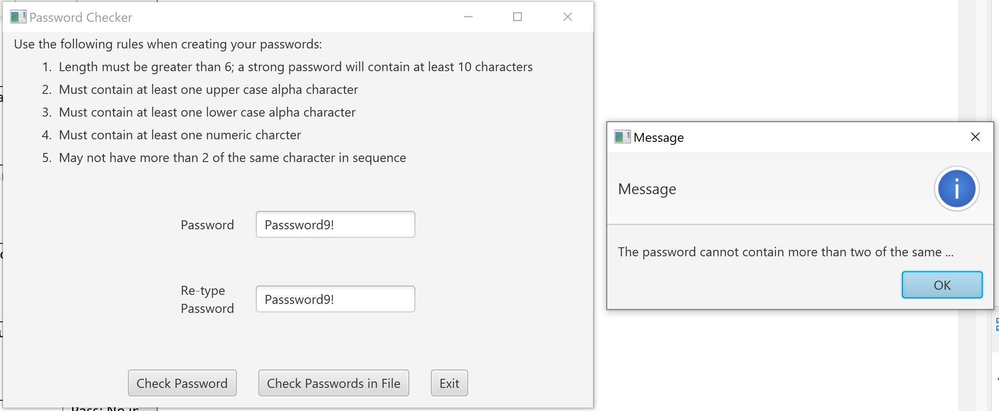 Password Checker
Use the following rules when creating your passwords:
1. Length must be greater than 6; a strong password will contain at least 10 characters
2. Must contain at least one upper case alpha character
3. Must contain at least one lower case alpha character
4. Must contain at least one numeric charcter
5. May not have more than 2 of the same character in sequence
Password
Passsword9!
Re-type
Password
Passsword9!
Check Password
Check Passwords in File
Exit
Message
Message
The password cannot contain more than two of the same ...
OK